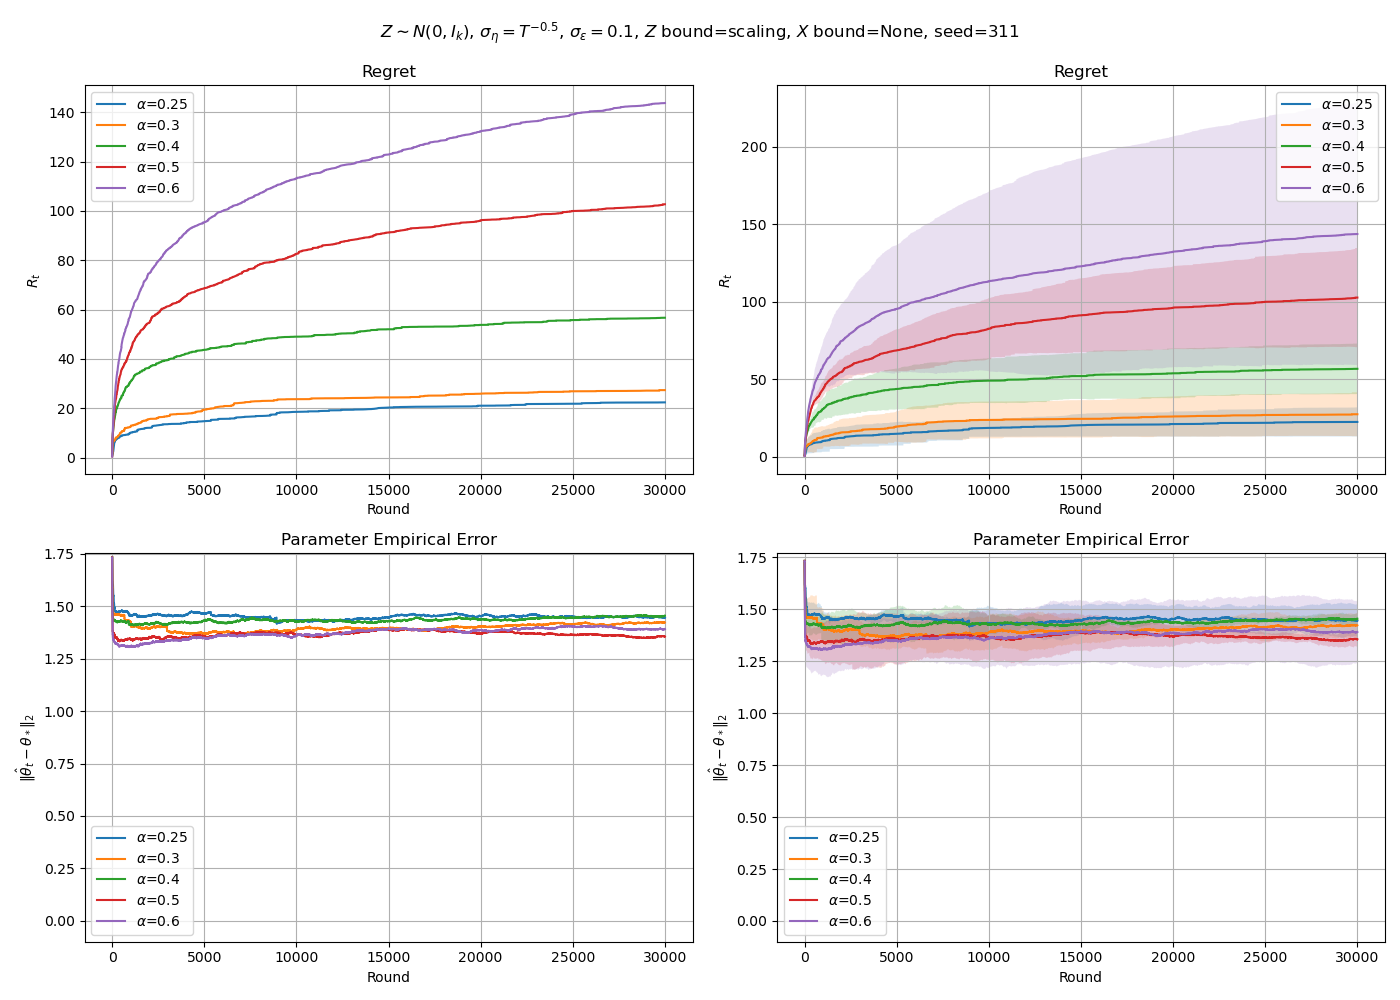 Z ∼ N(0, I_k), σ_η = T^{−0.5}, σ_ε = 0.1, Z bound=scaling, X bound=None, seed=311
Regret
R_t
140
120
100
80
60
40
20
0
α=0.25
α=0.3
α=0.4
α=0.5
α=0.6
0 5000 10000 15000 20000 25000 30000
Round
Regret
R_t
200
150
100
50
0
α=0.25
α=0.3
α=0.4
α=0.5
α=0.6
0 5000 10000 15000 20000 25000 30000
Round
Parameter Empirical Error
‖θ̂_t − θ_*‖_2
1.75
1.50
1.25
1.00
0.75
0.50
0.25
0.00
α=0.25
α=0.3
α=0.4
α=0.5
α=0.6
0 5000 10000 15000 20000 25000 30000
Round
Parameter Empirical Error
‖θ̂_t − θ_*‖_2
1.75
1.50
1.25
1.00
0.75
0.50
0.25
0.00
α=0.25
α=0.3
α=0.4
α=0.5
α=0.6
0 5000 10000 15000 20000 25000 30000
Round